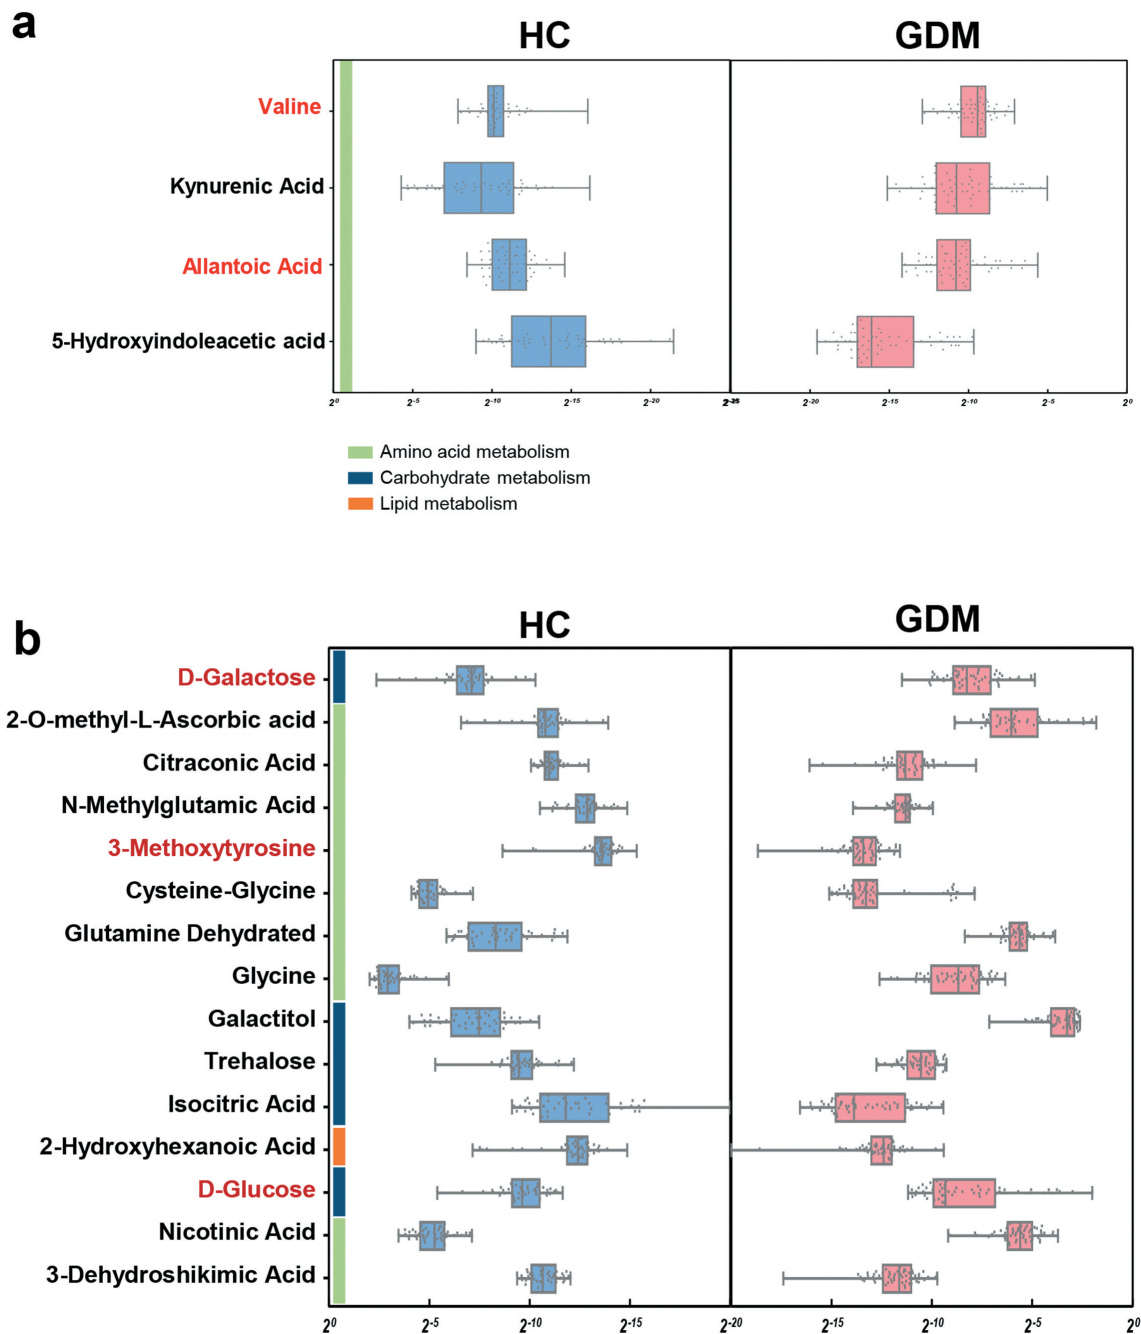 a
HC GDM
Valine
Kynurenic Acid
Allantoic Acid
5-Hydroxyindoleacetic acid
2^0 2^-5 2^-10 2^-15 2^-20 2^-25 2^-20 2^-15 2^-10 2^-5 2^0
Amino acid metabolism
Carbohydrate metabolism
Lipid metabolism
b
HC GDM
D-Galactose
2-O-methyl-L-Ascorbic acid
Citraconic Acid
N-Methylglutamic Acid
3-Methoxytyrosine
Cysteine-Glycine
Glutamine Dehydrated
Glycine
Galactitol
Trehalose
Isocitric Acid
2-Hydroxyhexanoic Acid
D-Glucose
Nicotinic Acid
3-Dehydroshikimic Acid
2^0 2^-5 2^-10 2^-15 2^-20 2^-15 2^-10 2^-5 2^0